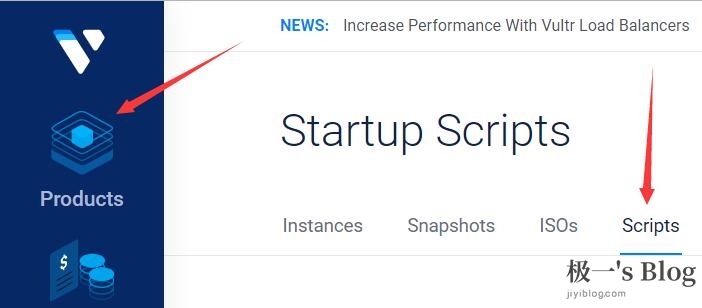 NEWS: Increase Performance With Vultr Load Balancers
Startup Scripts
Products
Instances Snapshots ISOs Scripts
$
极一's Blog
jiyiblog.com